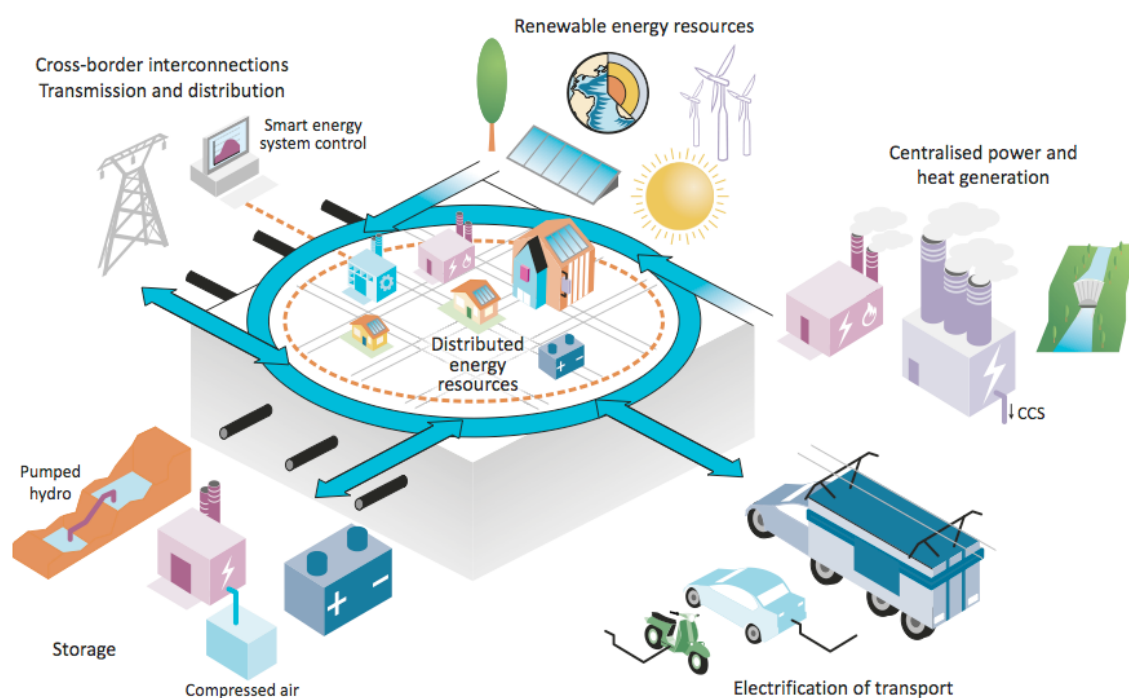 Renewable energy resources
Cross-border interconnections
Transmission and distribution
Smart energy
system control
Centralised power and
heat generation
Distributed
energy
resources
CCS
Pumped
hydro
+ −
+ −
Storage
Compressed air
Electrification of transport